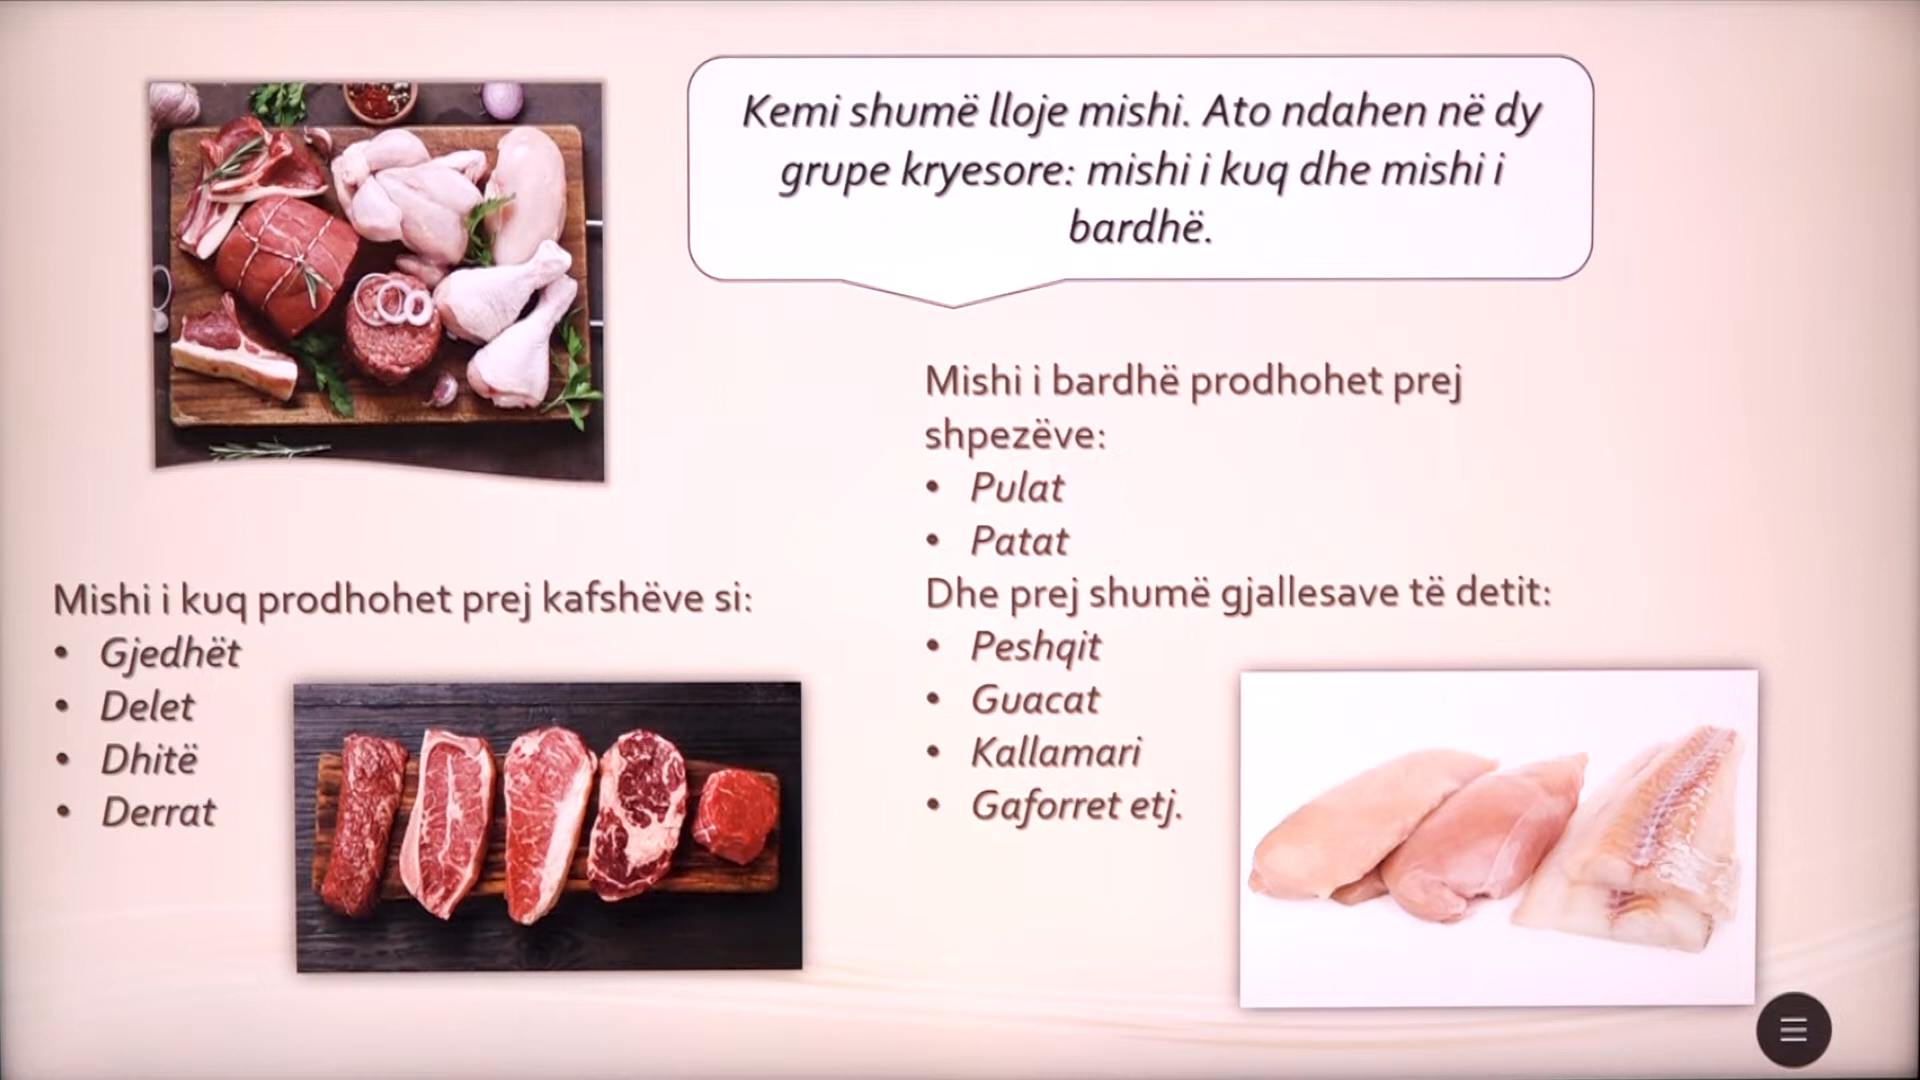 Kemi shumë lloje mishi. Ato ndahen në dy
grupe kryesore: mishi i kuq dhe mishi i
bardhë.
Mishi i kuq prodhohet prej kafshëve si:
• Gjedhët
• Delet
• Dhitë
• Derrat
Mishi i bardhë prodhohet prej
shpezëve:
• Pulat
• Patat
Dhe prej shumë gjallesave të detit:
• Peshqit
• Guacat
• Kallamari
• Gaforret etj.